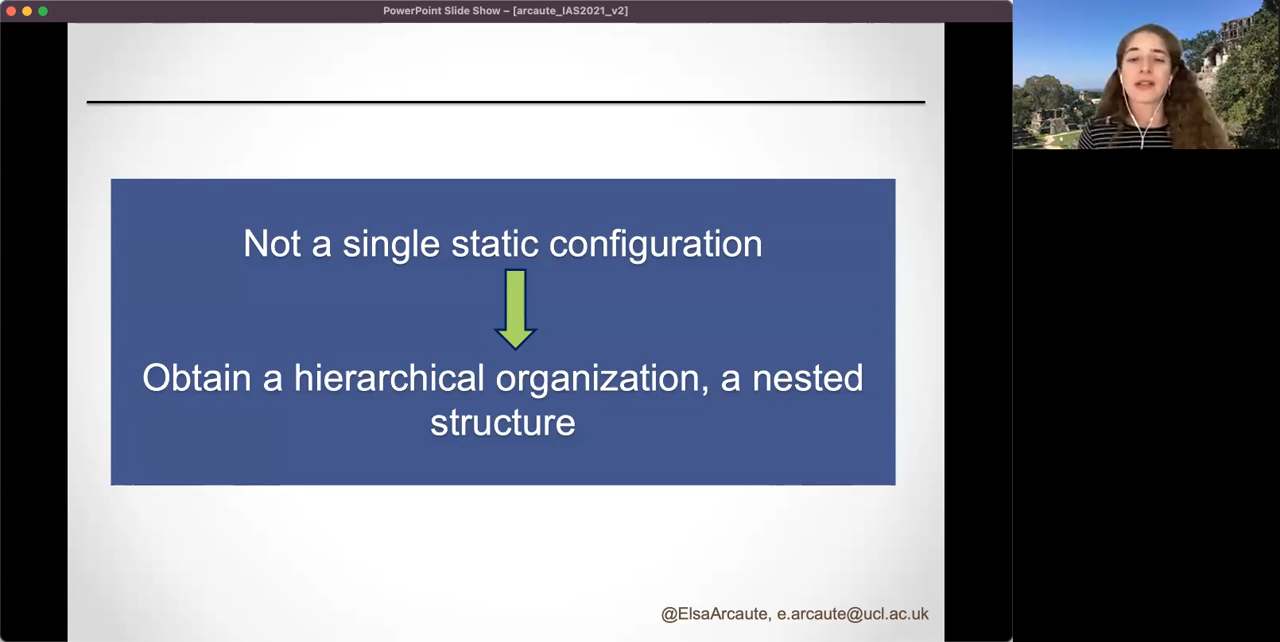 PowerPoint Slide Show – [arcaute_IAS2021_v2]
Not a single static configuration
Obtain a hierarchical organization, a nested
structure
@ElsaArcaute, e.arcaute@ucl.ac.uk